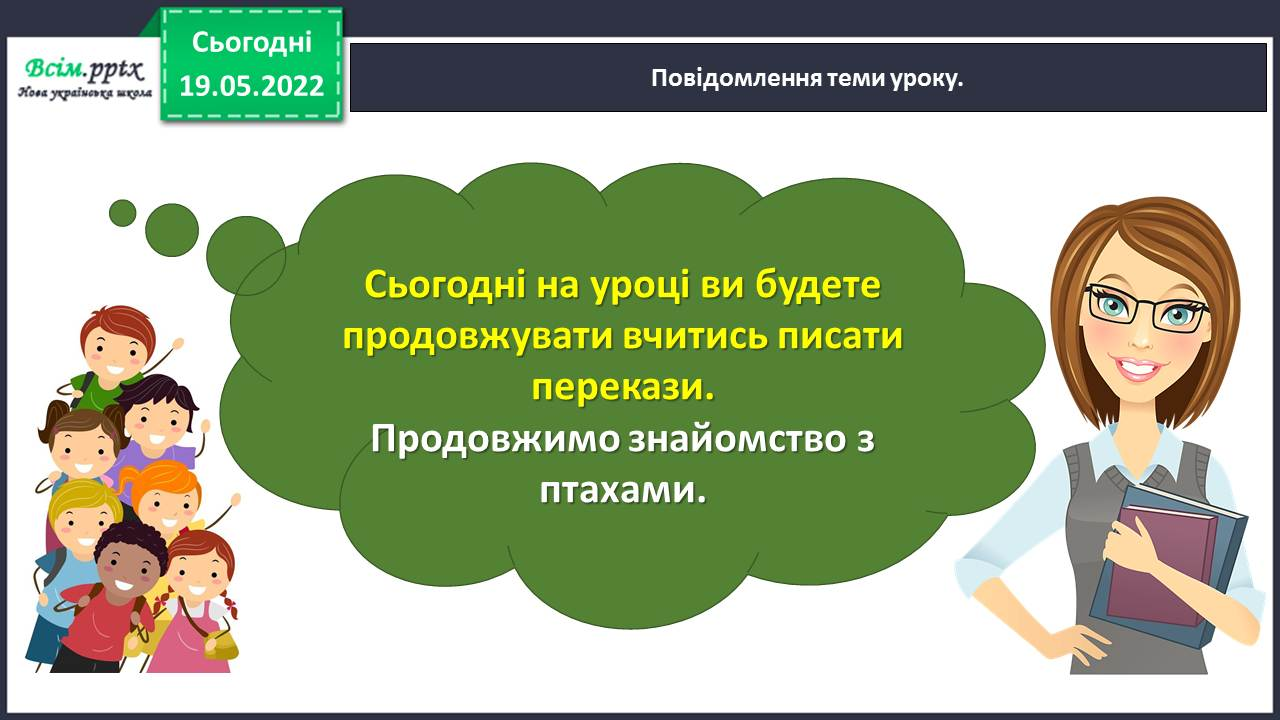 Сьогодні
19.05.2022
Всім.pptx
Нова українська школа
Повідомлення теми уроку.
Сьогодні на уроці ви будете
продовжувати вчитись писати
перекази.
Продовжимо знайомство з
птахами.